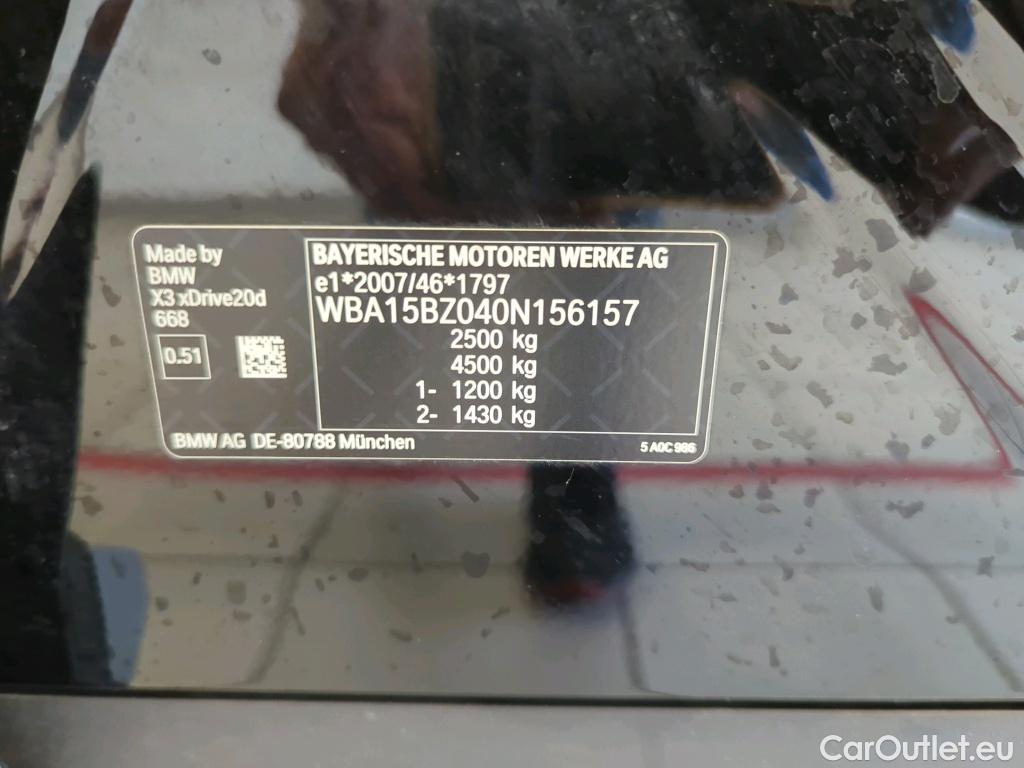 Made by
BMW
X3 xDrive20d
668
0.51
BAYERISCHE MOTOREN WERKE AG
e1*2007/46*1797
WBA15BZ040N156157
2500 kg
4500 kg
1- 1200 kg
2- 1430 kg
BMW AG DE-80788 München
5 A0C 986
CarOutlet.eu